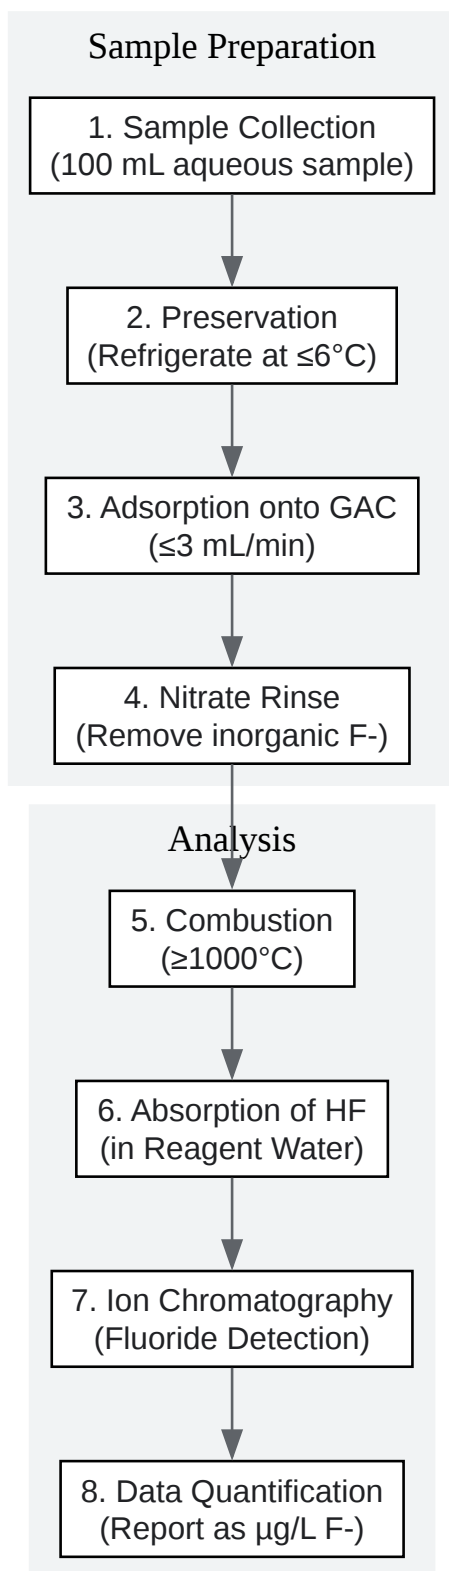 Sample Preparation
1. Sample Collection
(100 mL aqueous sample)
2. Preservation
(Refrigerate at ≤6°C)
3. Adsorption onto GAC
(≤3 mL/min)
4. Nitrate Rinse
(Remove inorganic F-)
Analysis
5. Combustion
(≥1000°C)
6. Absorption of HF
(in Reagent Water)
7. Ion Chromatography
(Fluoride Detection)
8. Data Quantification
(Report as µg/L F-)